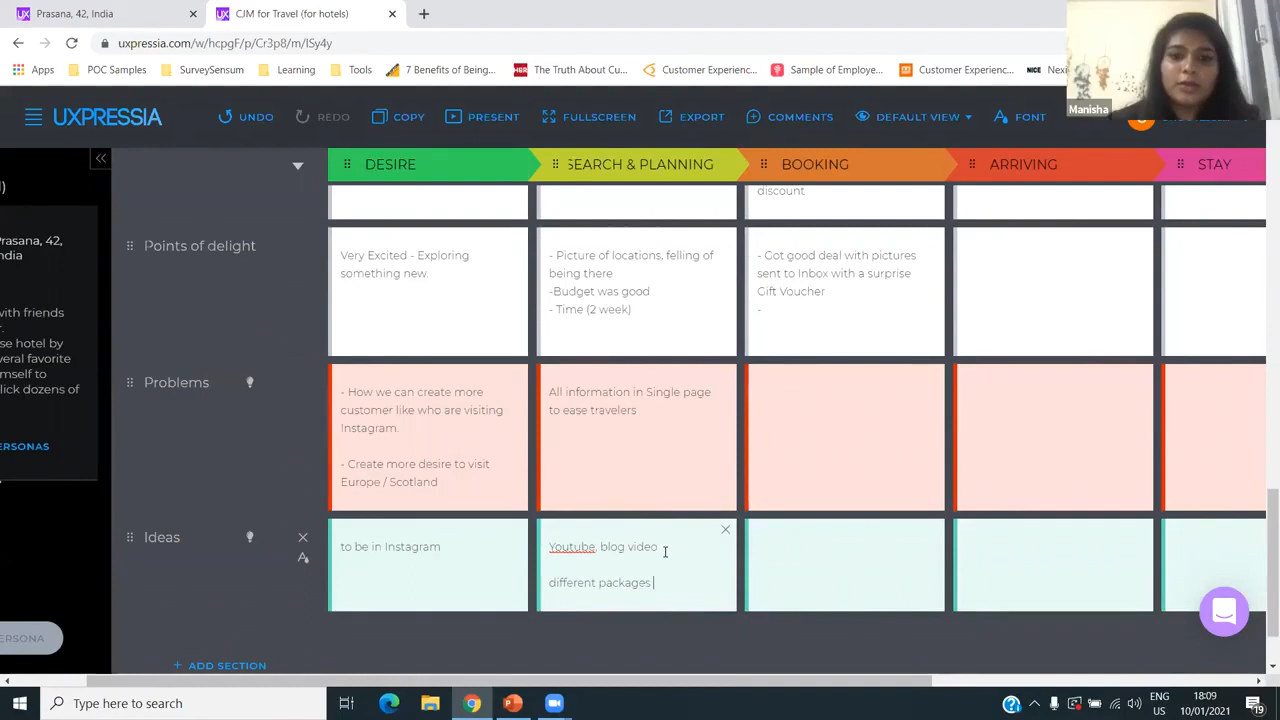 Prasana, 42, India
CJM for Travel (for hotels)
uxpressia.com/w/hcpgF/p/Cr3p8/m/ISy4y
Apps
POC Samples
SurveySensum
Learning
7 Benefits of Being...
HBR
The Truth About Cu...
Customer Experienc...
Sample of Employe...
Customer Experienc...
NICE
Manisha
UXPRESSIA
UNDO
REDO
COPY
PRESENT
FULLSCREEN
EXPORT
COMMENTS
DEFAULT VIEW
FONT
DESIRE
SEARCH & PLANNING
BOOKING
ARRIVING
STAY
discount
Prasana, 42,
ndia
with friends
r.
se hotel by
veral favorite
mself to
lick dozens of
ERSONAS
ERSONA
Points of delight
Very Excited - Exploring
something new.
- Picture of locations, felling of
being there
-Budget was good
- Time (2 week)
- Got good deal with pictures
sent to Inbox with a surprise
Gift Voucher
-
Problems
- How we can create more
customer like who are visiting
Instagram.
- Create more desire to visit
Europe / Scotland
All information in Single page
to ease travelers
Ideas
to be in Instagram
Youtube, blog video
different packages
+ ADD SECTION
Type here to search
ENG
IN
18:09
10/01/2021
19